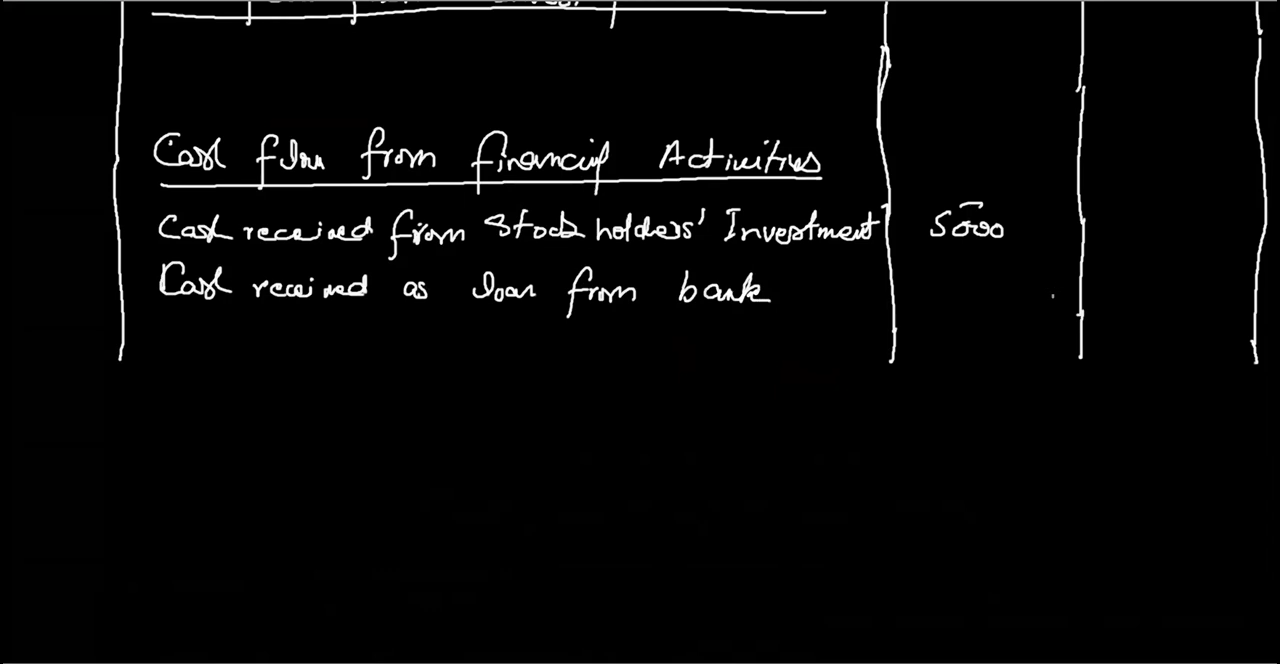 Cash flow from financing Activities
Cash received from Stockholders' Investment 5000
Cash received as loan from bank